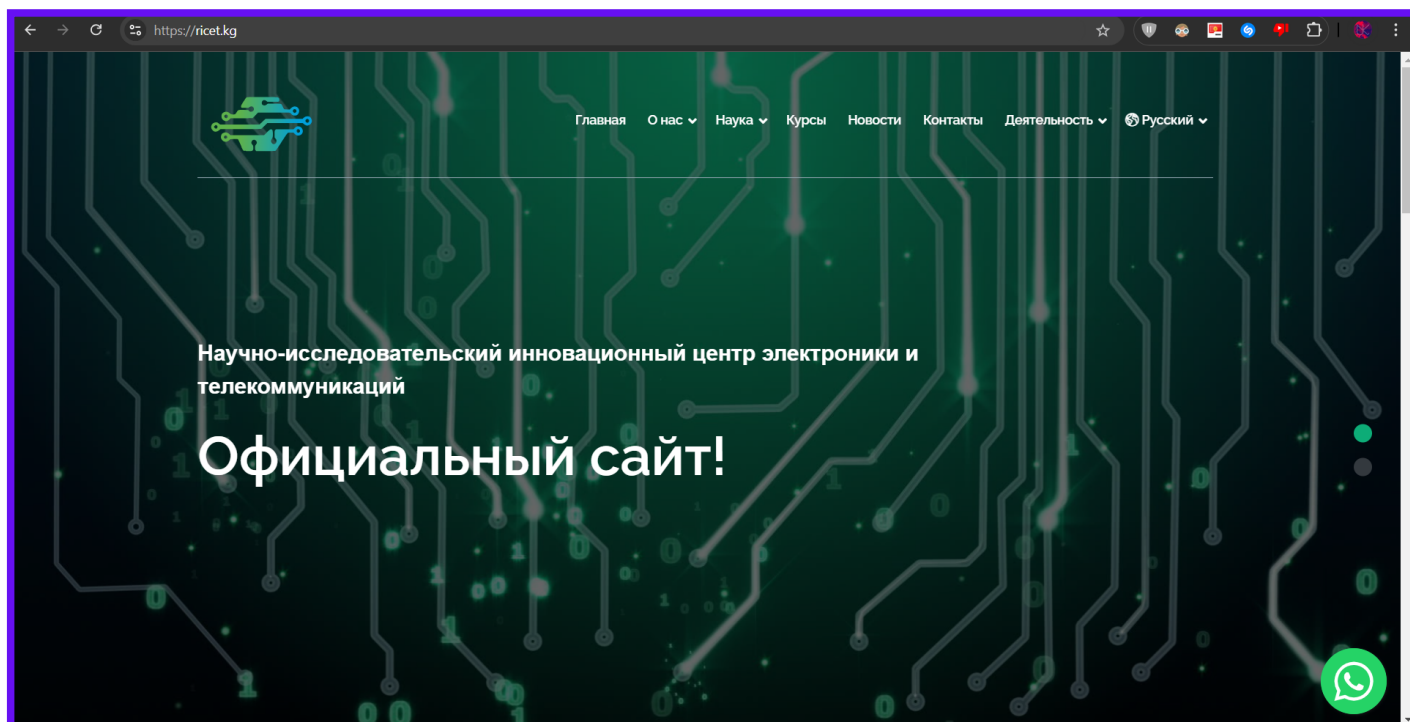 https://ricet.kg
Главная О нас Наука Курсы Новости Контакты Деятельность Русский
Научно-исследовательский инновационный центр электроники и
телекоммуникаций
Официальный сайт!